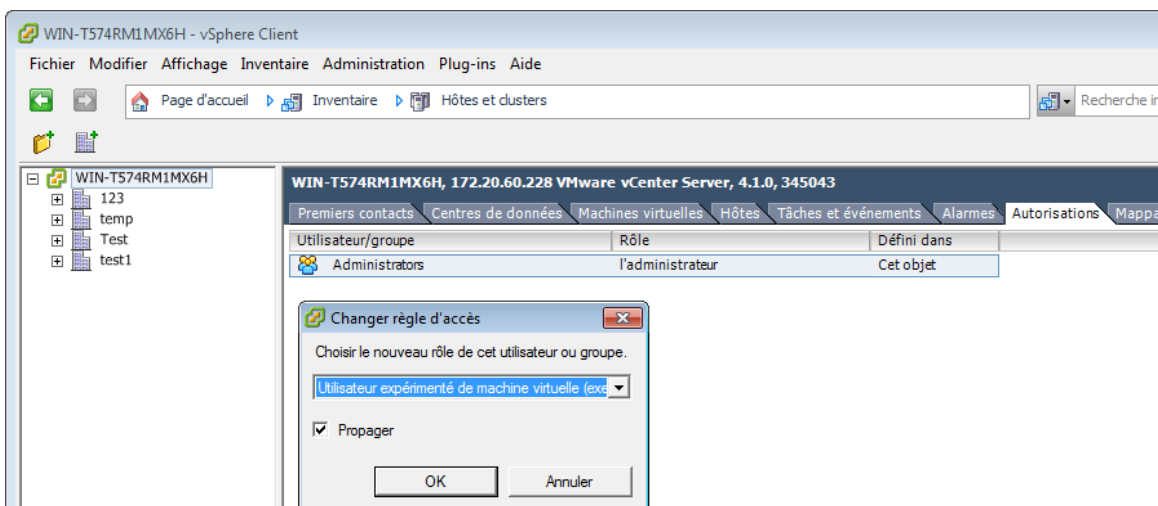 WIN-T574RM1MX6H - vSphere Client
Fichier Modifier Affichage Inventaire Administration Plug-ins Aide
Page d'accueil Inventaire Hôtes et clusters Recherche
WIN-T574RM1MX6H
123
temp
Test
test1
WIN-T574RM1MX6H, 172.20.60.228 VMware vCenter Server, 4.1.0, 345043
Premiers contacts Centres de données Machines virtuelles Hôtes Tâches et événements Alarmes Autorisations Mappa
Utilisateur/groupe Rôle Défini dans
Administrators l'administrateur Cet objet
Changer règle d'accès
Choisir le nouveau rôle de cet utilisateur ou groupe.
Utilisateur expérimenté de machine virtuelle (exe
Propager
OK Annuler